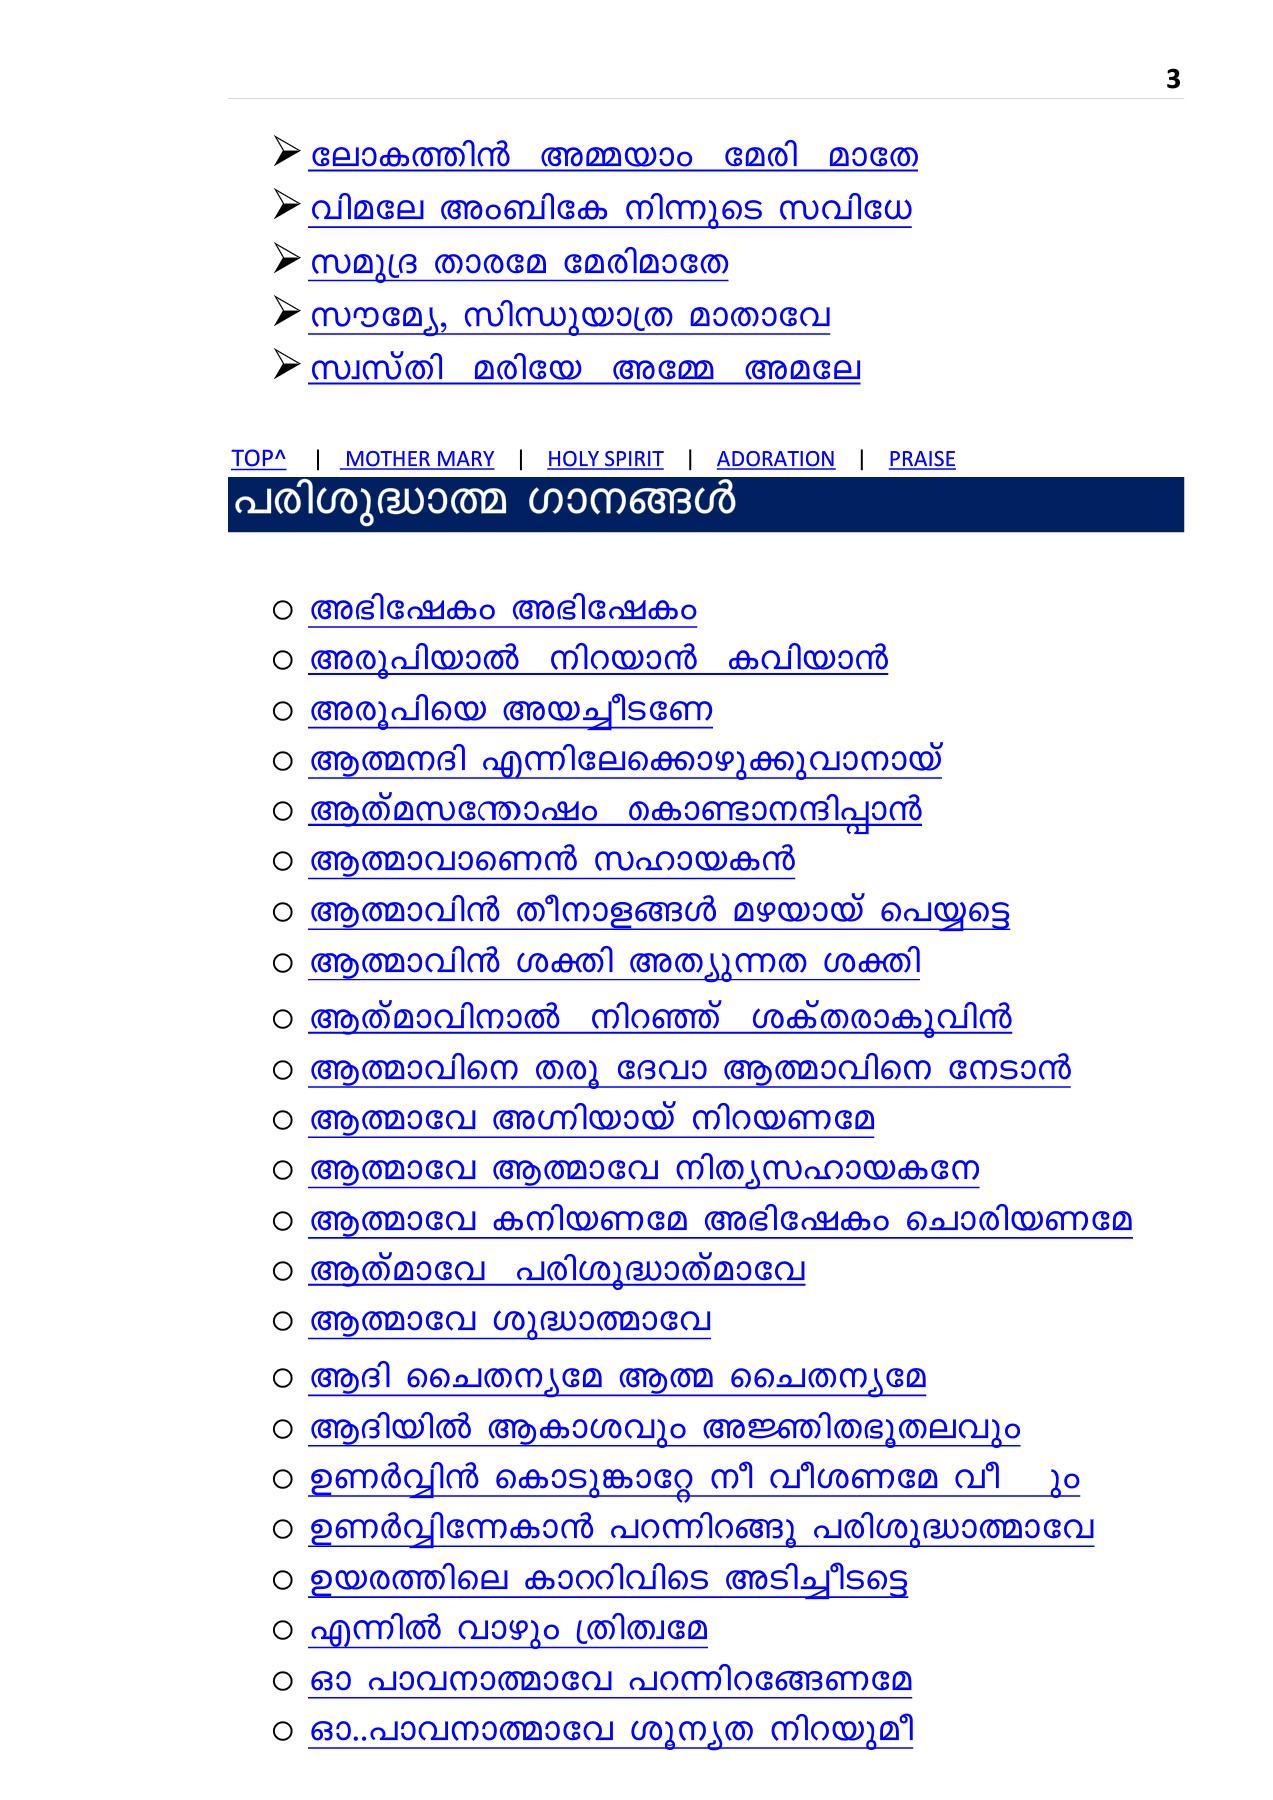 3
ലോകത്തിൻ അമ്മയാം മേരി മാതേ
വിമലേ അംബികേ നിന്നുടെ സവിധേ
സമുദ്ര താരമേ മേരിമാതേ
സൗമ്യേ, സിന്ധുയാത്ര മാതാവേ
സ്വസ്തി മരിയേ അമ്മേ അമലേ
TOP^ | MOTHER MARY | HOLY SPIRIT | ADORATION | PRAISE
പരിശുദ്ധാത്മ ഗാനങ്ങൾ
അഭിഷേകം അഭിഷേകം
അരൂപിയാൽ നിറയാൻ കവിയാൻ
അരൂപിയെ അയച്ചീടണേ
ആത്മനദി എന്നിലേക്കൊഴുക്കുവാനായ്
ആത്മസന്തോഷം കൊണ്ടാനന്ദിപ്പാൻ
ആത്മാവാണെൻ സഹായകൻ
ആത്മാവിൻ തീനാളങ്ങൾ മഴയായ് പെയ്യട്ടെ
ആത്മാവിൻ ശക്തി അത്യുന്നത ശക്തി
ആത്മാവിനാൽ നിറഞ്ഞ് ശക്തരാകുവിൻ
ആത്മാവിനെ തരൂ ദേവാ ആത്മാവിനെ നേടാൻ
ആത്മാവേ അഗ്നിയായ് നിറയണമേ
ആത്മാവേ ആത്മാവേ നിത്യസഹായകനേ
ആത്മാവേ കനിയണമേ അഭിഷേകം ചൊരിയണമേ
ആത്മാവേ പരിശുദ്ധാത്മാവേ
ആത്മാവേ ശുദ്ധാത്മാവേ
ആദി ചൈതന്യമേ ആത്മ ചൈതന്യമേ
ആദിയിൽ ആകാശവും അജ്ഞിതഭൂതലവും
ഉണർവ്വിൻ കൊടുങ്കാറ്റേ നീ വീശണമേ വീ ും
ഉണർവ്വിന്നേകാൻ പറന്നിറങ്ങൂ പരിശുദ്ധാത്മാവേ
ഉയരത്തിലെ കാററിവിടെ അടിച്ചീടട്ടെ
എന്നിൽ വാഴും ത്രിത്വമേ
ഓ പാവനാത്മാവേ പറന്നിറങ്ങേണമേ
ഓ..പാവനാത്മാവേ ശൂന്യത നിറയുമീ